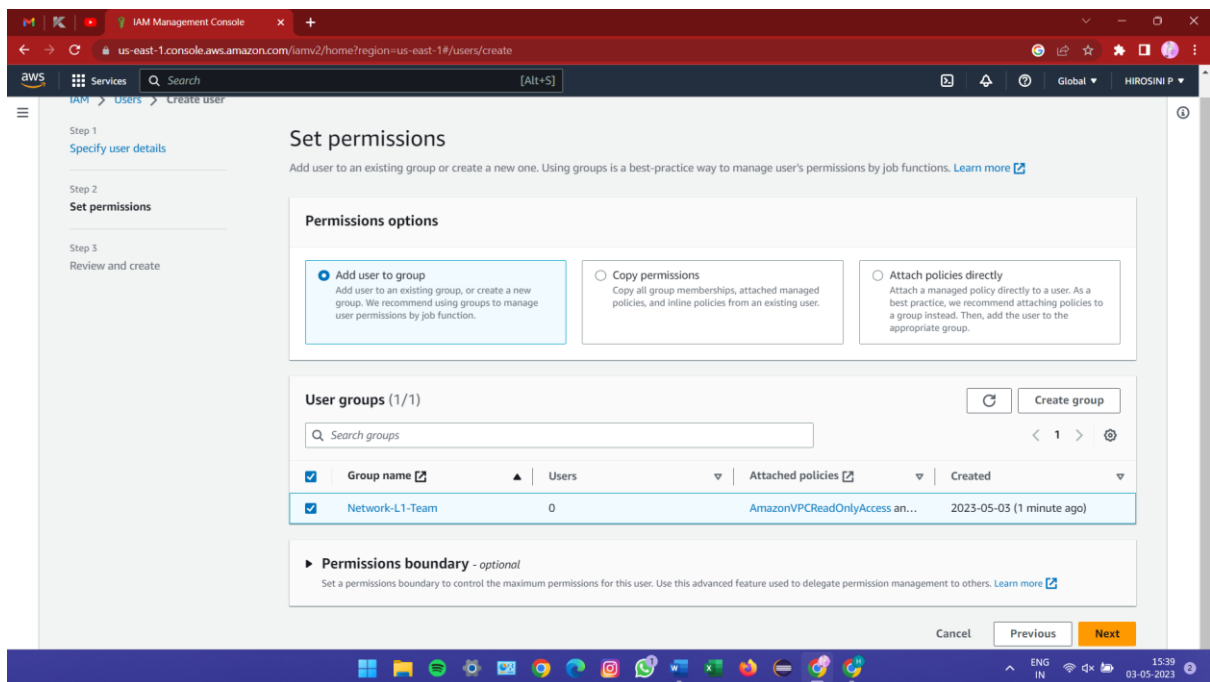 IAM Management Console
us-east-1.console.aws.amazon.com/iamv2/home?region=us-east-1#/users/create
aws
Services
Search
[Alt+S]
Global
HIROSINI P
IAM > Users > Create user
Step 1
Specify user details
Step 2
Set permissions
Step 3
Review and create
Set permissions
Add user to an existing group or create a new one. Using groups is a best-practice way to manage user's permissions by job functions. Learn more
Permissions options
Add user to group
Add user to an existing group, or create a new
group. We recommend using groups to manage
user permissions by job function.
Copy permissions
Copy all group memberships, attached managed
policies, and inline policies from an existing user.
Attach policies directly
Attach a managed policy directly to a user. As a
best practice, we recommend attaching policies to
a group instead. Then, add the user to the
appropriate group.
User groups (1/1)
Create group
Search groups
1
Group name Users Attached policies Created
Network-L1-Team 0 AmazonVPCReadOnlyAccess an... 2023-05-03 (1 minute ago)
Permissions boundary - optional
Set a permissions boundary to control the maximum permissions for this user. Use this advanced feature used to delegate permission management to others. Learn more
Cancel
Previous
Next
ENG
IN
15:39
03-05-2023
2